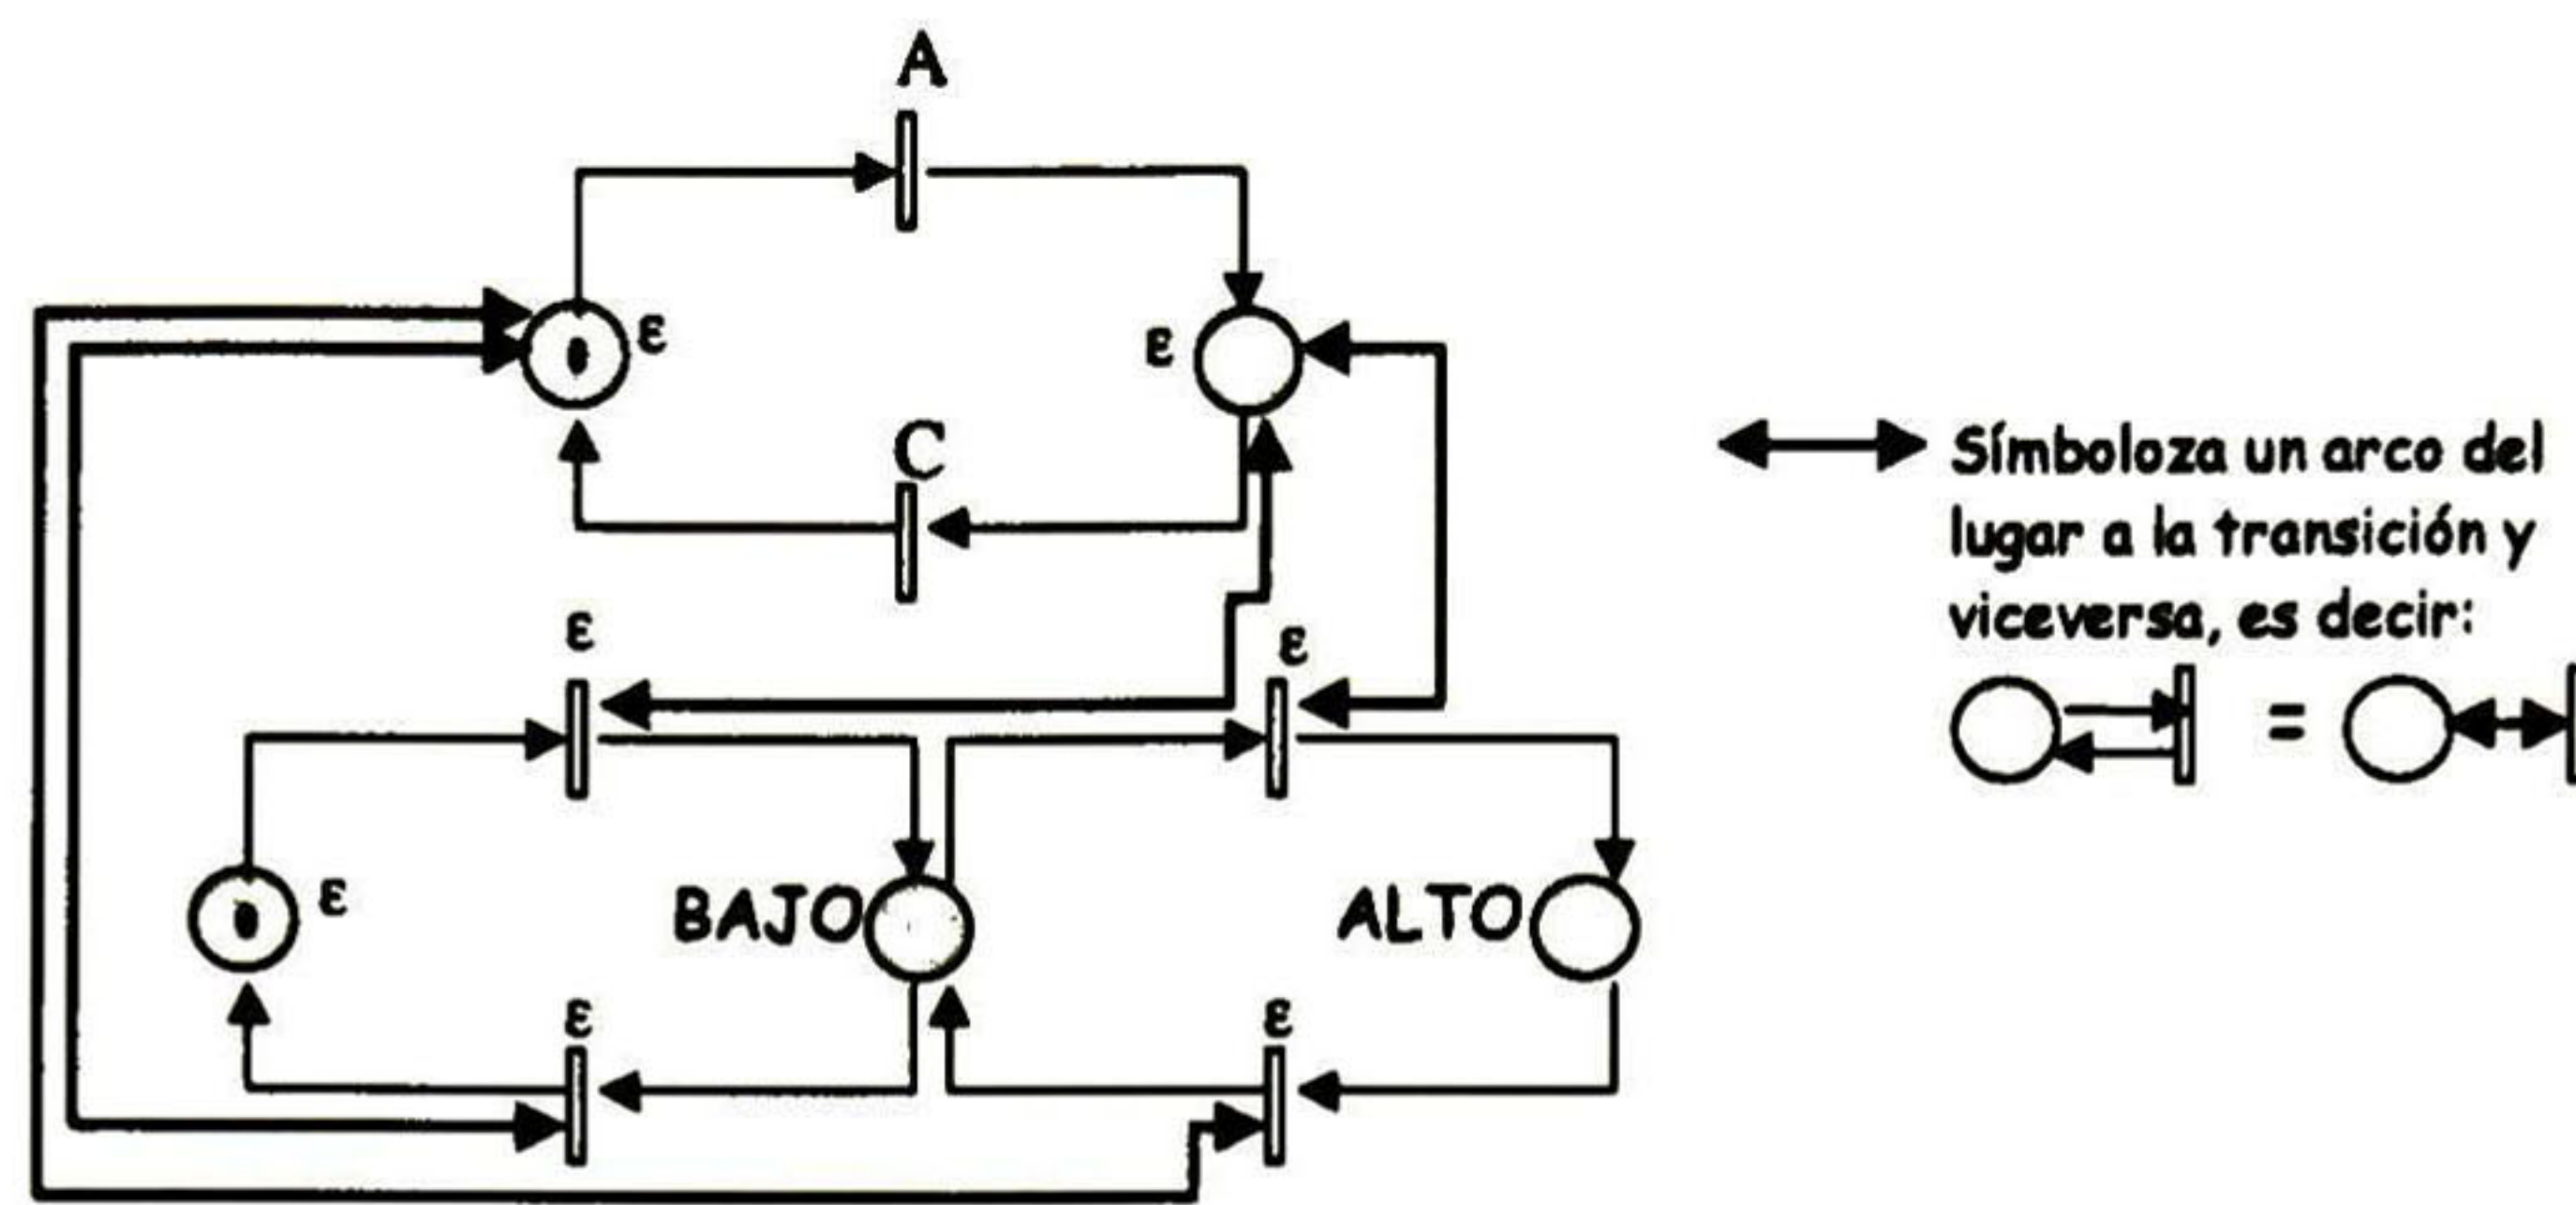 A
ε
ε
C
ε
ε
ε
BAJO
ALTO
ε
ε
Símboloza un arco del
lugar a la transición y
viceversa, es decir:
=